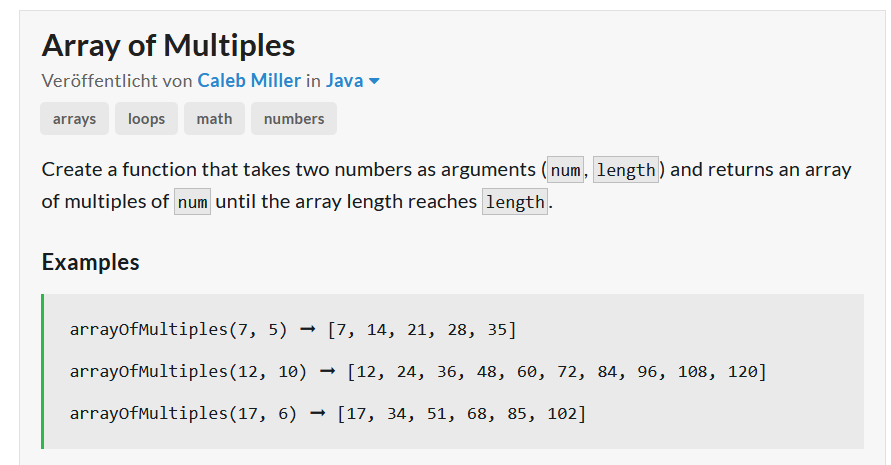 Array of Multiples
Veröffentlicht von Caleb Miller in Java
arrays loops math numbers
Create a function that takes two numbers as arguments (num, length) and returns an array
of multiples of num until the array length reaches length.
Examples
arrayOfMultiples(7, 5) ➞ [7, 14, 21, 28, 35]
arrayOfMultiples(12, 10) ➞ [12, 24, 36, 48, 60, 72, 84, 96, 108, 120]
arrayOfMultiples(17, 6) ➞ [17, 34, 51, 68, 85, 102]